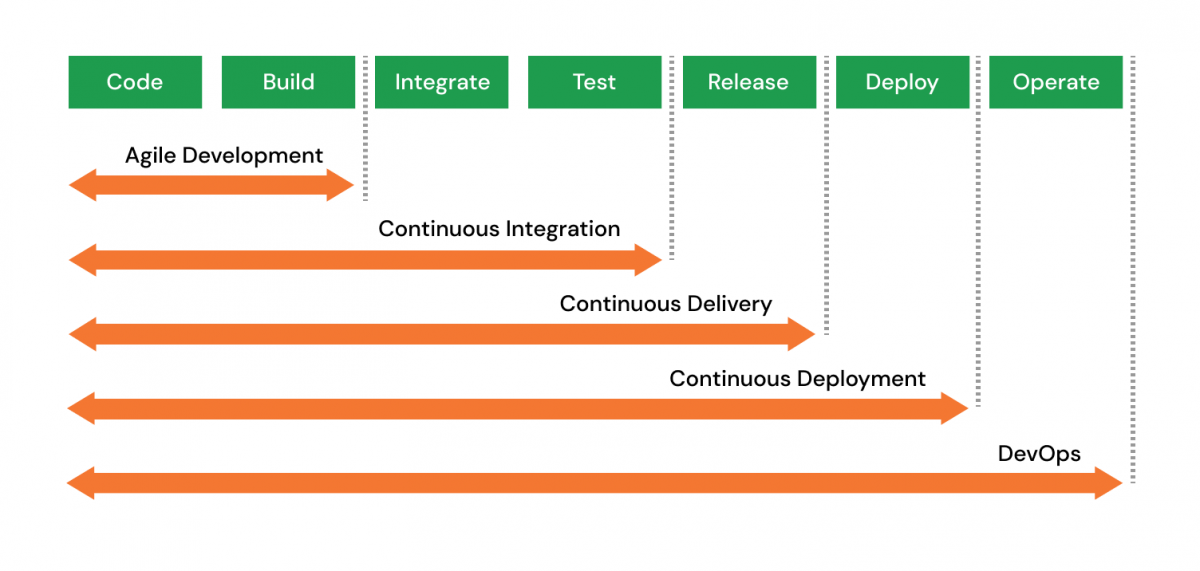 Code
Build
Integrate
Test
Release
Deploy
Operate
Agile Development
Continuous Integration
Continuous Delivery
Continuous Deployment
DevOps